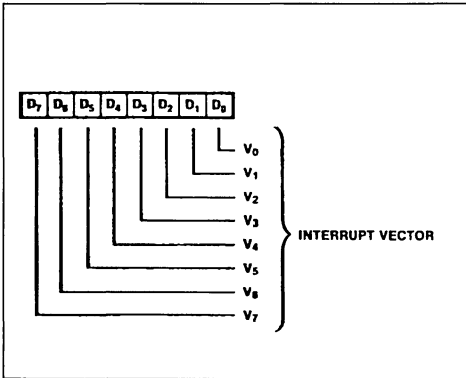 D7 D6 D5 D4 D3 D2 D1 D0
V0
V1
V2
V3
V4
INTERRUPT VECTOR
V5
V6
V7